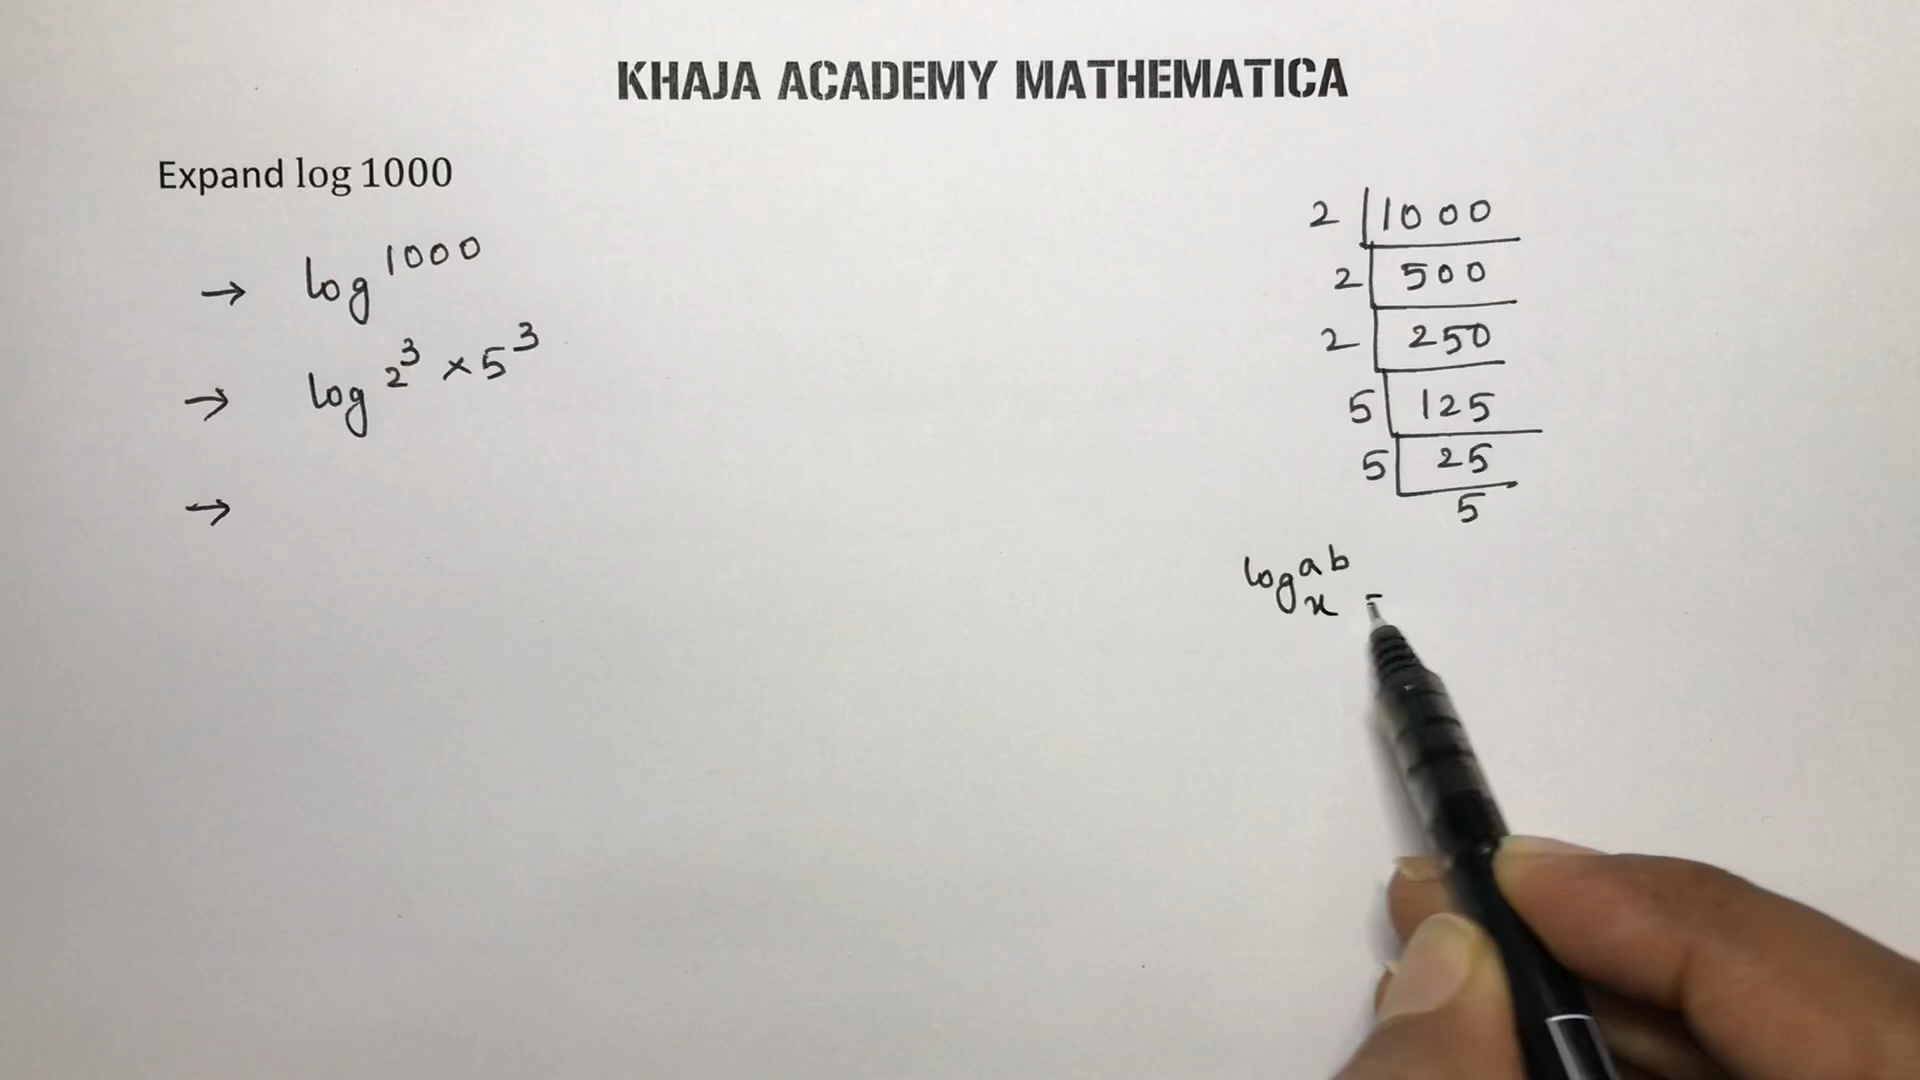 KHAJA ACADEMY MATHEMATICA
Expand log 1000
→ log 1000
→ log 2³ × 5³
→
2 | 1000
2 | 500
2 | 250
5 | 125
5 | 25
5
logₓ ab =